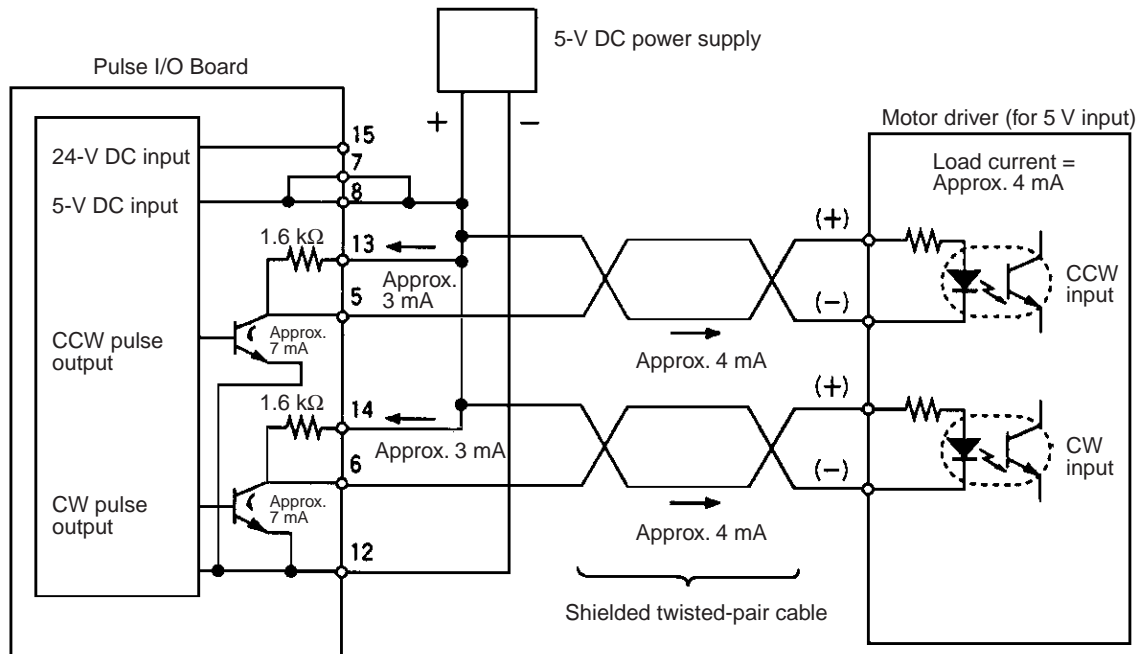 5-V DC power supply
Pulse I/O Board
+
−
Motor driver (for 5 V input)
15
24-V DC input
7
Load current =
Approx. 4 mA
8
5-V DC input
1.6 kΩ
13
(+)
Approx.
3 mA
CCW
input
5
(−)
CCW pulse
output
Approx.
7 mA
Approx. 4 mA
1.6 kΩ
14
(+)
Approx. 3 mA
CW
input
6
(−)
CW pulse
output
Approx.
7 mA
Approx. 4 mA
12
Shielded twisted-pair cable